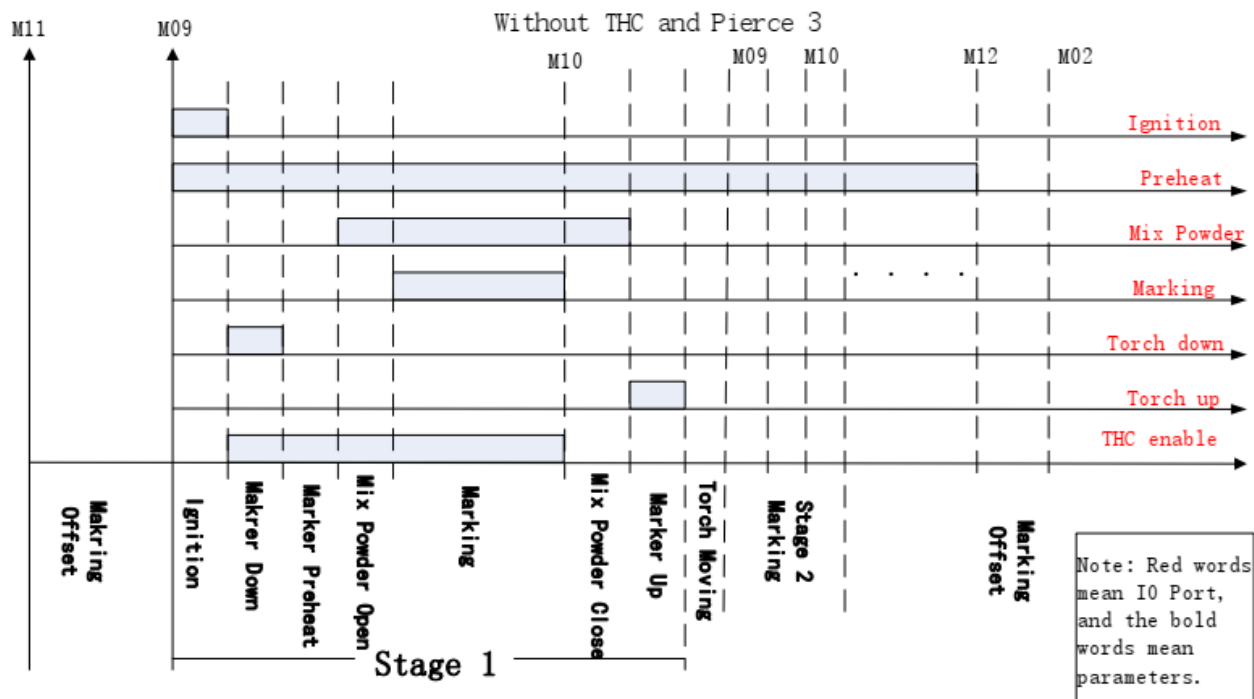 Without THC and Pierce 3
M11
M09
M10
M09
M10
M12
M02
Ignition
Preheat
Mix Powder
Marking
Torch down
Torch up
THC enable
Makring
Offset
Ignition
Makrer Down
Marker Preheat
Mix Powder Open
Marking
Mix Powder Close
Marker Up
Torch Moving
Stage 2
Marking
Marking
Offset
Stage 1
Note: Red words
mean IO Port,
and the bold
words mean
parameters.